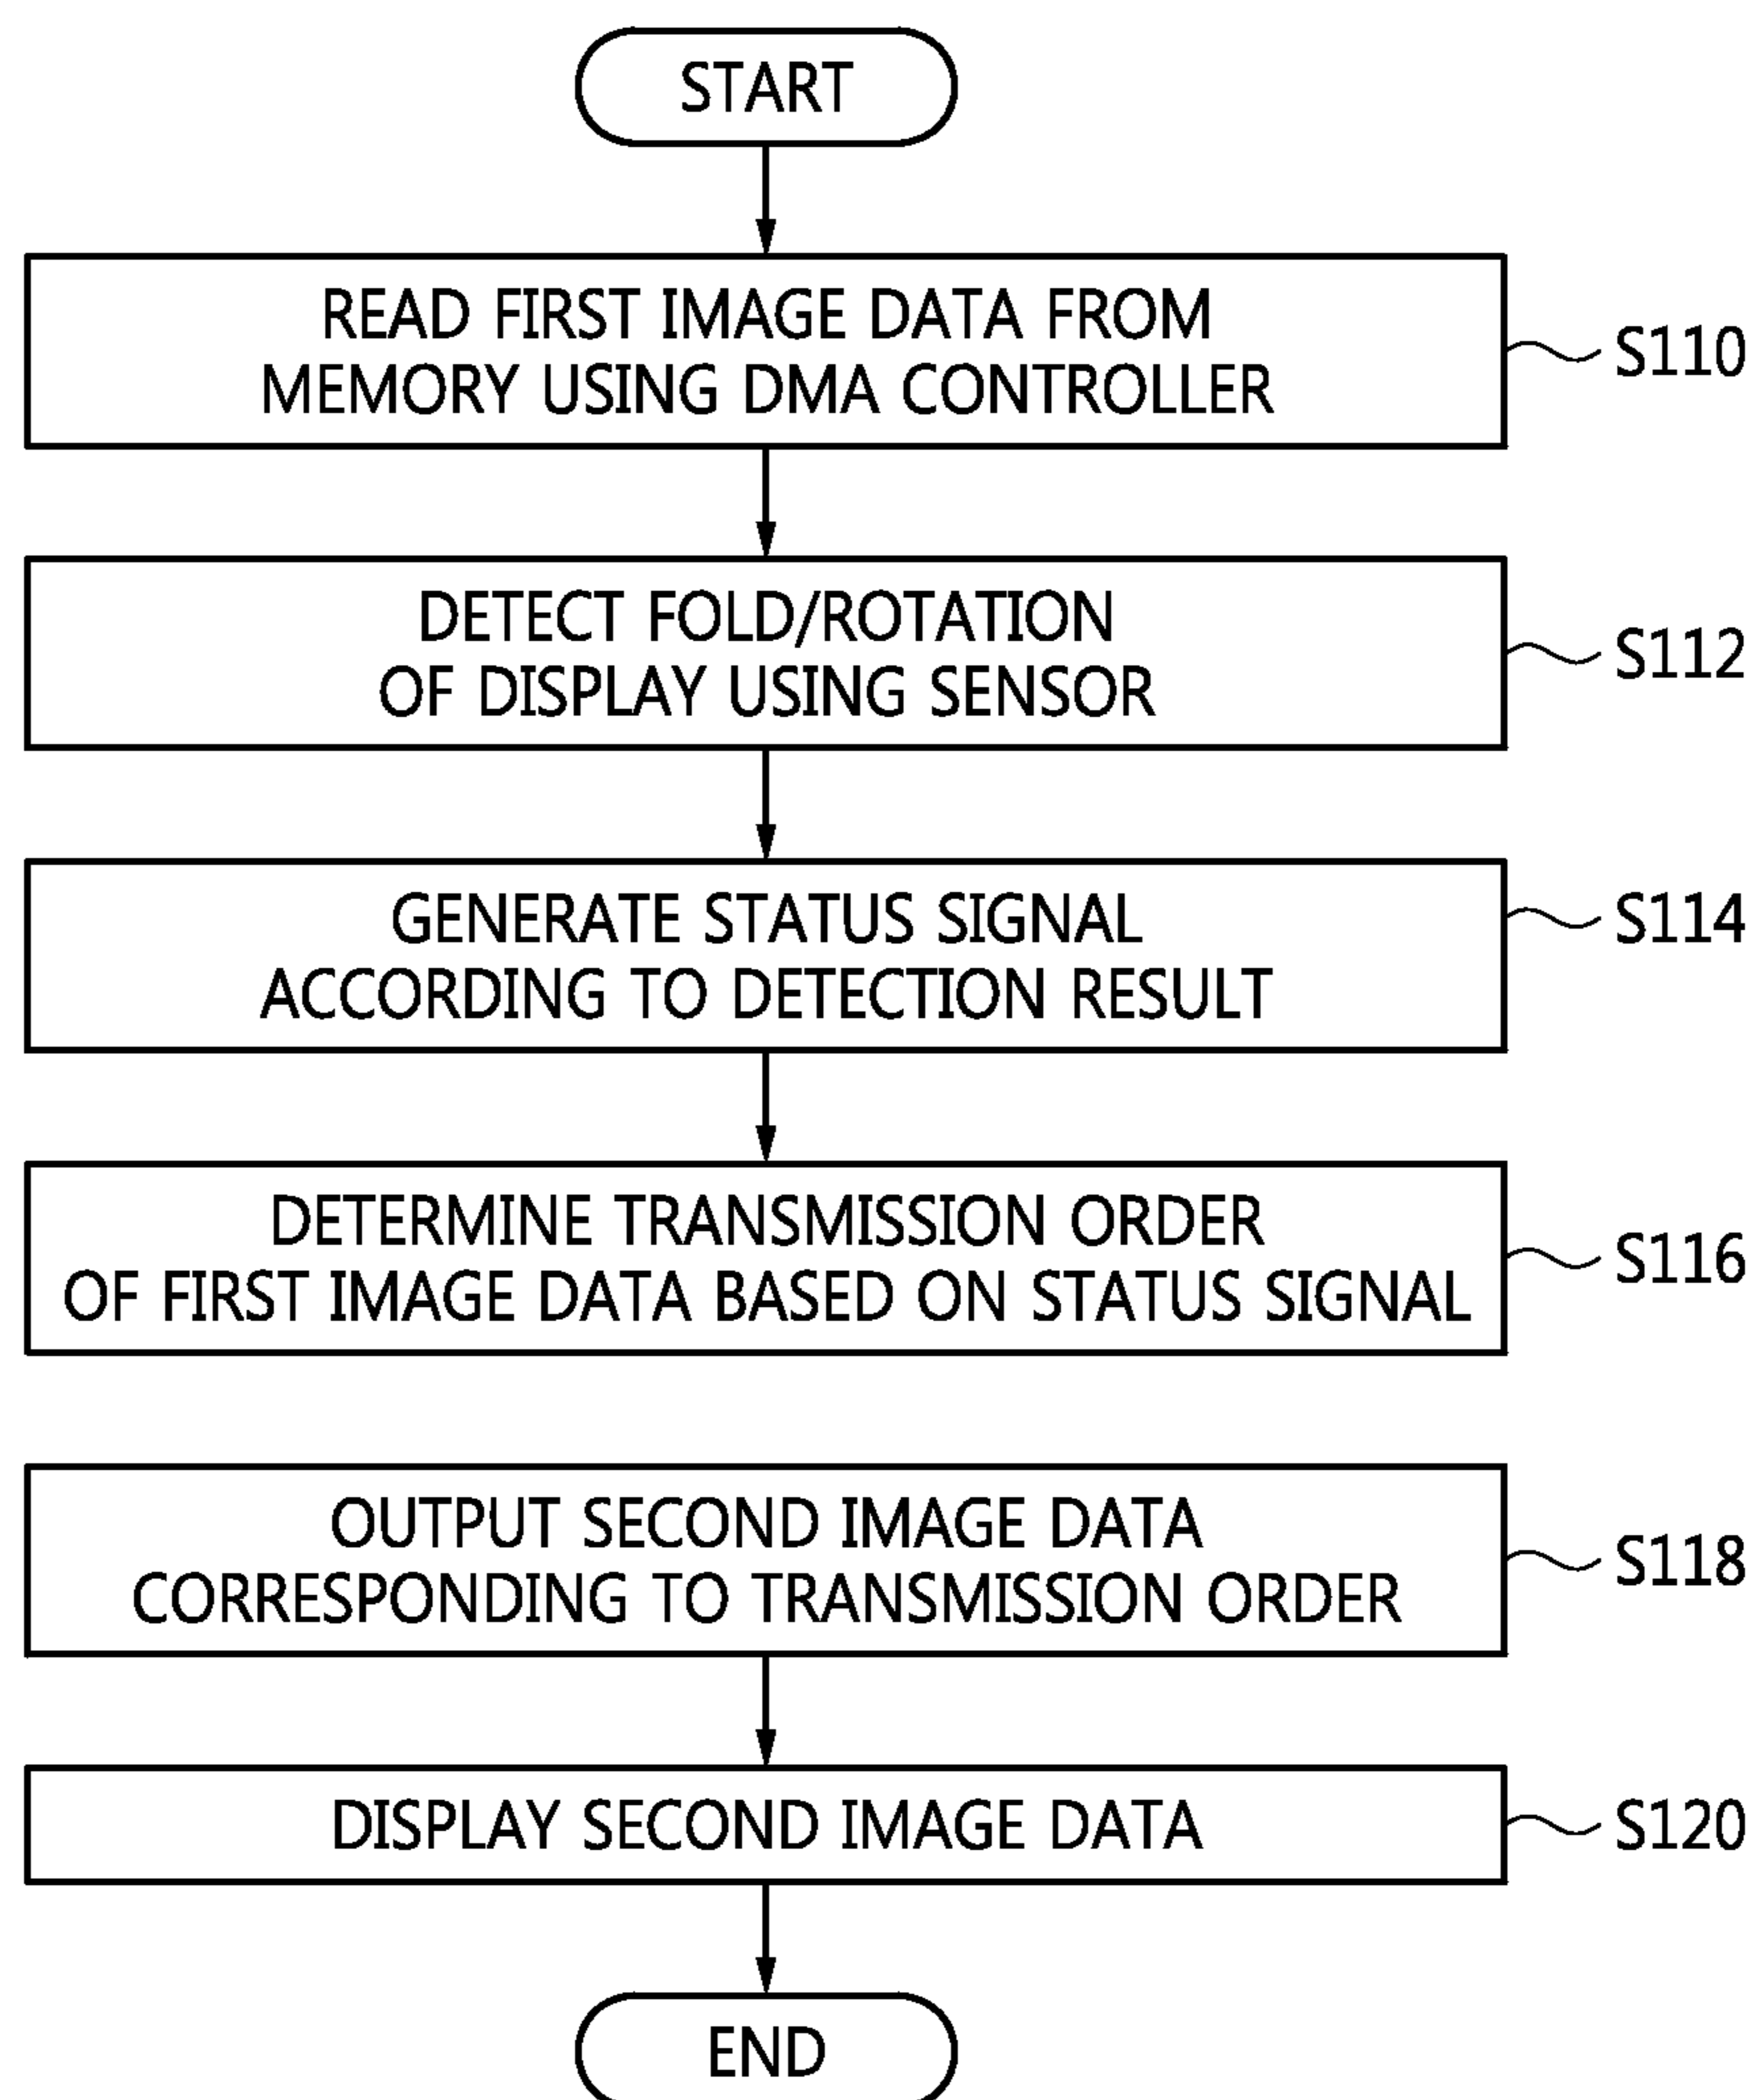 START
READ FIRST IMAGE DATA FROM
MEMORY USING DMA CONTROLLER
S110
DETECT FOLD/ROTATION
OF DISPLAY USING SENSOR
S112
GENERATE STATUS SIGNAL
ACCORDING TO DETECTION RESULT
S114
DETERMINE TRANSMISSION ORDER
OF FIRST IMAGE DATA BASED ON STATUS SIGNAL
S116
OUTPUT SECOND IMAGE DATA
CORRESPONDING TO TRANSMISSION ORDER
S118
DISPLAY SECOND IMAGE DATA
S120
END